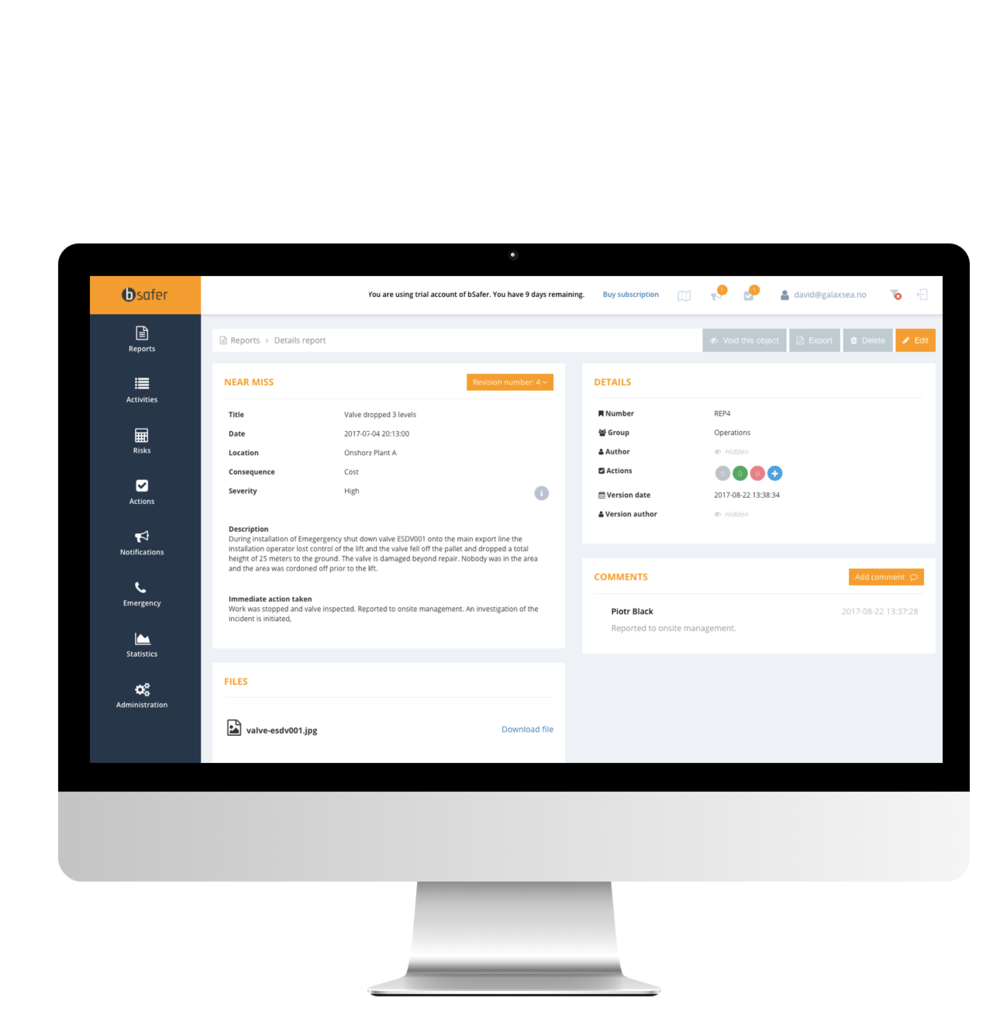 bsafer
You are using trial account of bSafer. You have 9 days remaining.
Buy subscription
david@galaxsea.no
Reports
Activities
Risks
Actions
Notifications
Emergency
Statistics
Administration
Reports > Details report
Void this object
Export
Delete
Edit
NEAR MISS
Revision number: 4
Title Valve dropped 3 levels
Date 2017-07-04 20:13:00
Location Onshore Plant A
Consequence Cost
Severity High
Description
During installation of Emegergency shut down valve ESDV001 onto the main export line the
installation operator lost control of the lift and the valve fell off the pallet and dropped a total
height of 25 meters to the ground. The valve is damaged beyond repair. Nobody was in the area
and the area was cordoned off prior to the lift.
Immediate action taken
Work was stopped and valve inspected. Reported to onsite management. An investigation of the
incident is initiated,
FILES
valve-esdv001.jpg
Download file
DETAILS
Number REP4
Group Operations
Author Hidden
Actions 0 0 0 +
Version date 2017-08-22 13:38:34
Version author Hidden
COMMENTS
Add comment
Piotr Black 2017-08-22 13:37:28
Reported to onsite management.